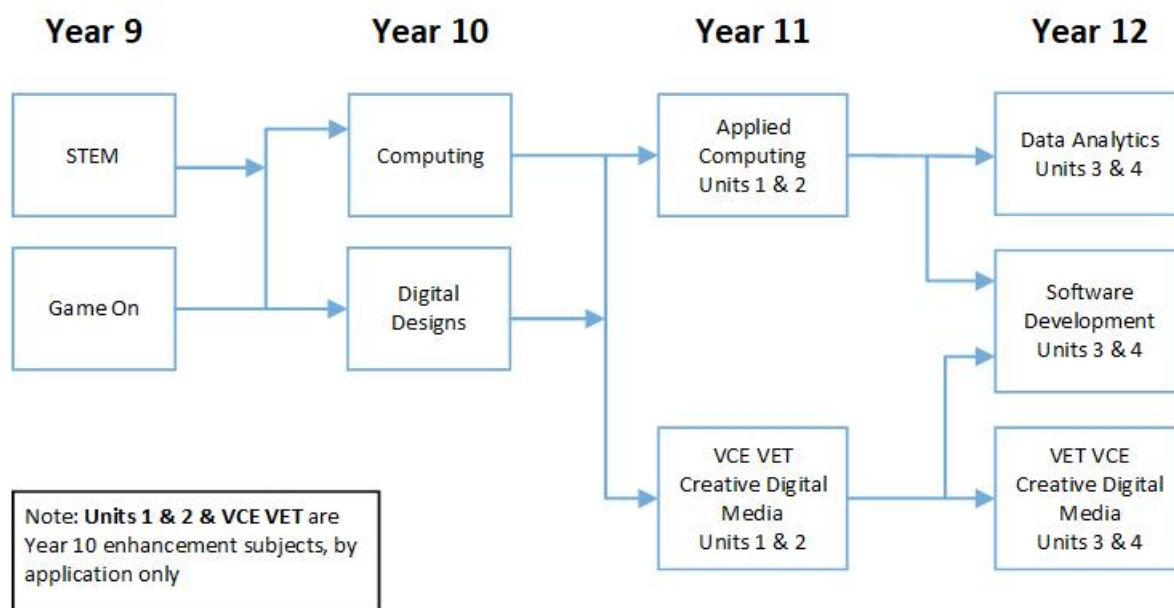 Year 9
Year 10
Year 11
Year 12
STEM
Computing
Applied
Computing
Units 1 & 2
Data Analytics
Units 3 & 4
Game On
Digital
Designs
Software
Development
Units 3 & 4
VCE VET
Creative Digital
Media
Units 1 & 2
VET VCE
Creative Digital
Media
Units 3 & 4
Note: Units 1 & 2 & VCE VET are
Year 10 enhancement subjects, by
application only